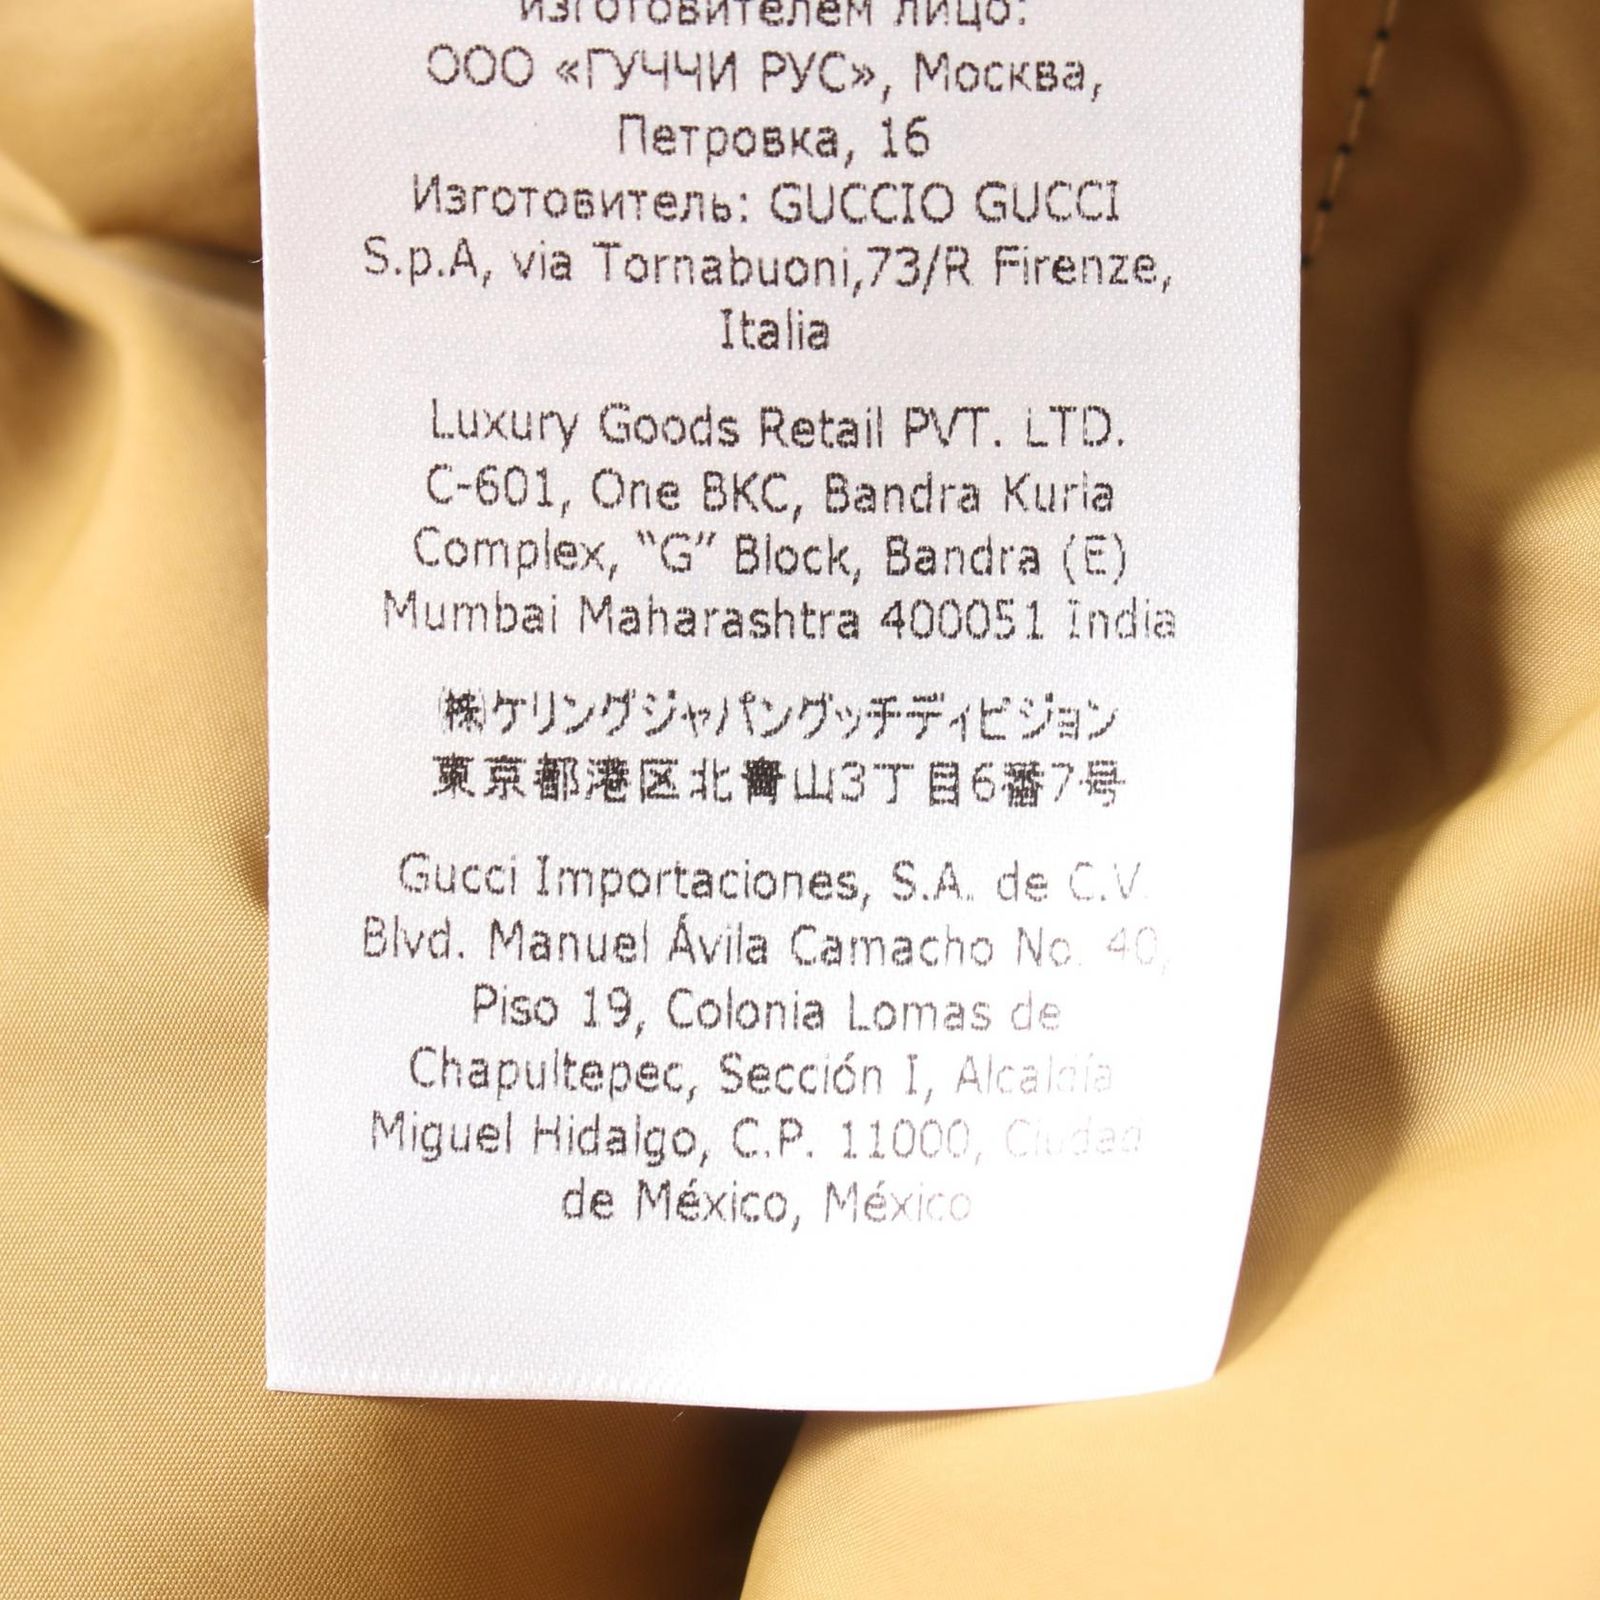 изготовителем лицо:
ООО «ГУЧЧИ РУС», Москва,
Петровка, 16
Изготовитель: GUCCIO GUCCI
S.p.A, via Tornabuoni,73/R Firenze,
Italia
Luxury Goods Retail PVT. LTD.
C-601, One BKC, Bandra Kurla
Complex, “G” Block, Bandra (E)
Mumbai Maharashtra 400051 India
㈱ケリングジャパングッチディビジョン
東京都港区北青山3丁目6番7号
Gucci Importaciones, S.A. de C.V.
Blvd. Manuel Ávila Camacho No. 40,
Piso 19, Colonia Lomas de
Chapultepec, Sección I, Alcaldía
Miguel Hidalgo, C.P. 11000, Ciudad
de México, México